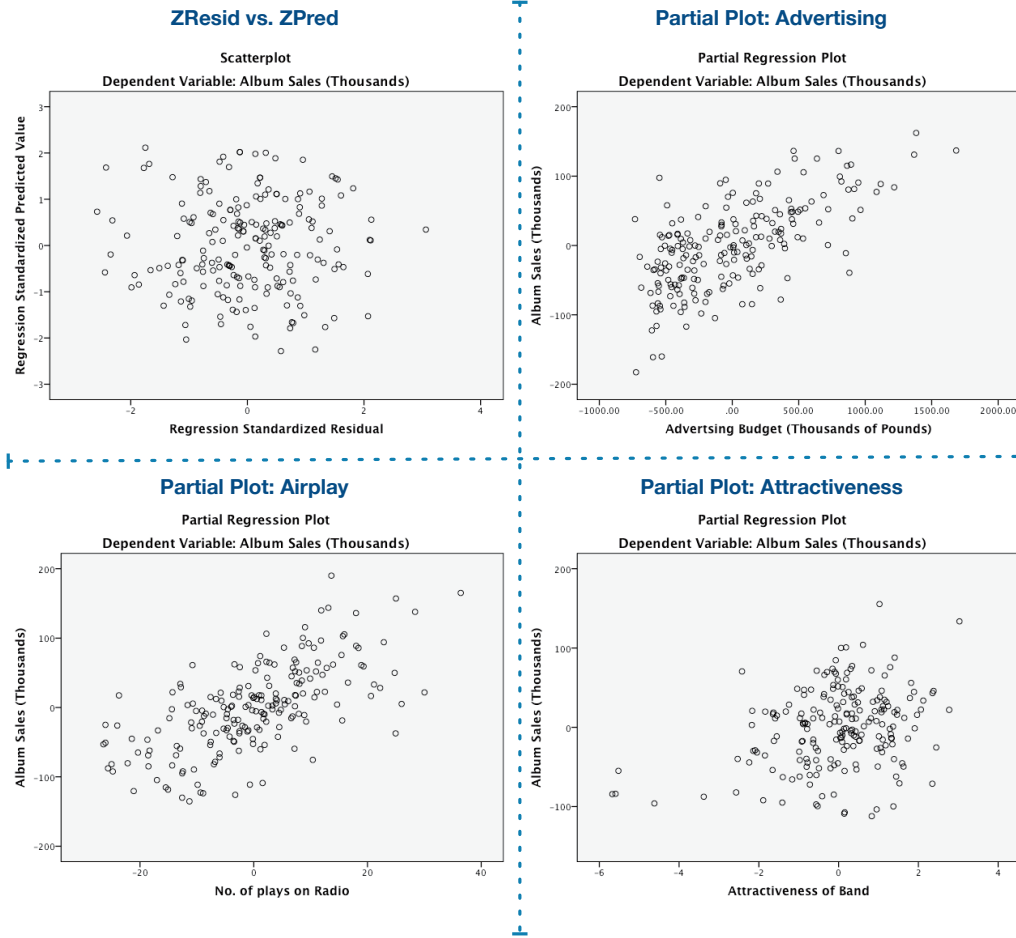 ZResid vs. ZPred
Scatterplot
Dependent Variable: Album Sales (Thousands)
Regression Standardized Predicted Value
3
2
1
0
−1
−2
−3
−2
0
2
4
Regression Standardized Residual
Partial Plot: Advertising
Partial Regression Plot
Dependent Variable: Album Sales (Thousands)
Album Sales (Thousands)
200
100
0
−100
−200
−1000.00
−500.00
.00
500.00
1000.00
1500.00
2000.00
Advertsing Budget (Thousands of Pounds)
Partial Plot: Airplay
Partial Regression Plot
Dependent Variable: Album Sales (Thousands)
Album Sales (Thousands)
200
100
0
−100
−200
−20
0
20
40
No. of plays on Radio
Partial Plot: Attractiveness
Partial Regression Plot
Dependent Variable: Album Sales (Thousands)
Album Sales (Thousands)
200
100
0
−100
−6
−4
−2
0
2
4
Attractiveness of Band